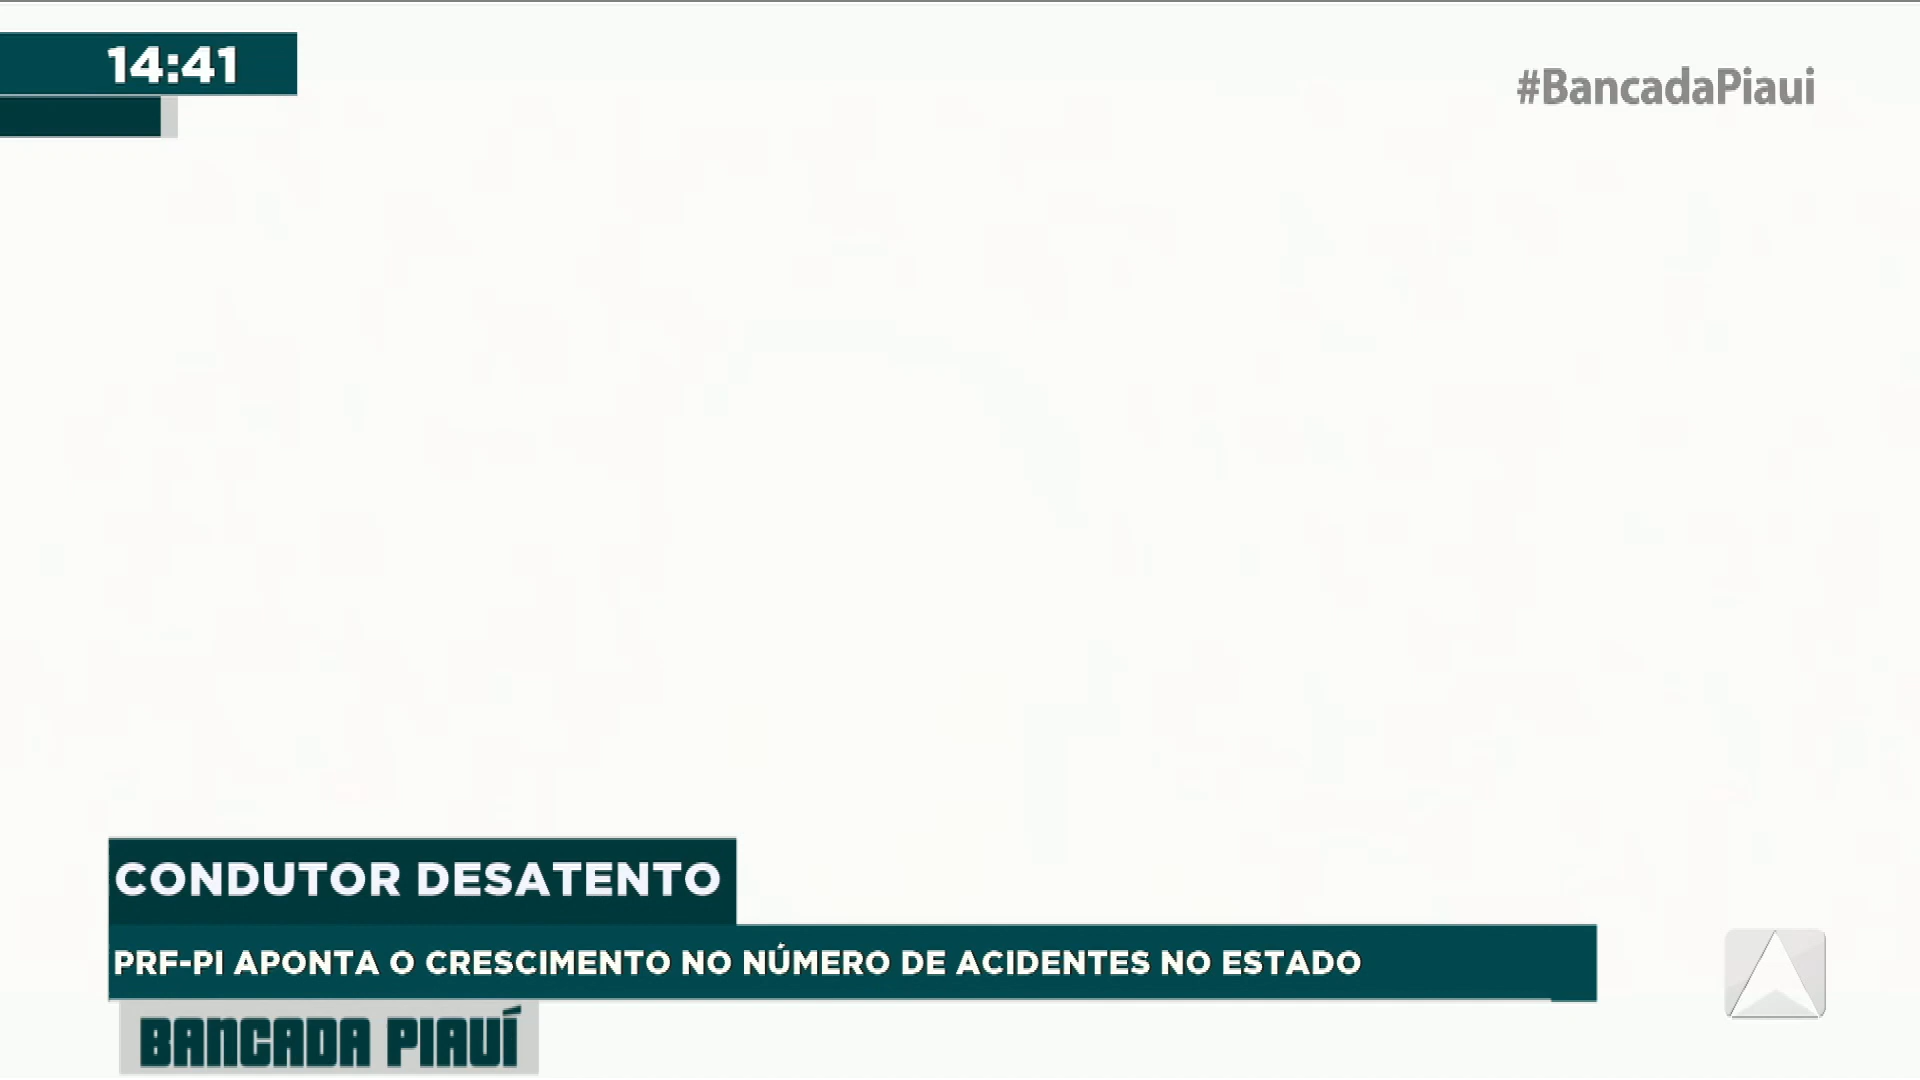 14:41
#BancadaPiaui
CONDUTOR DESATENTO
PRF-PI APONTA O CRESCIMENTO NO NÚMERO DE ACIDENTES NO ESTADO
BANCADA PIAUÍ